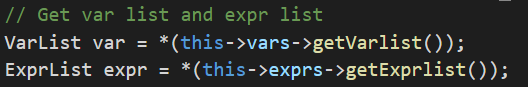 // Get var list and expr list
VarList var = *(this->vars->getVarlist());
ExprList expr = *(this->exprs->getExprlist());